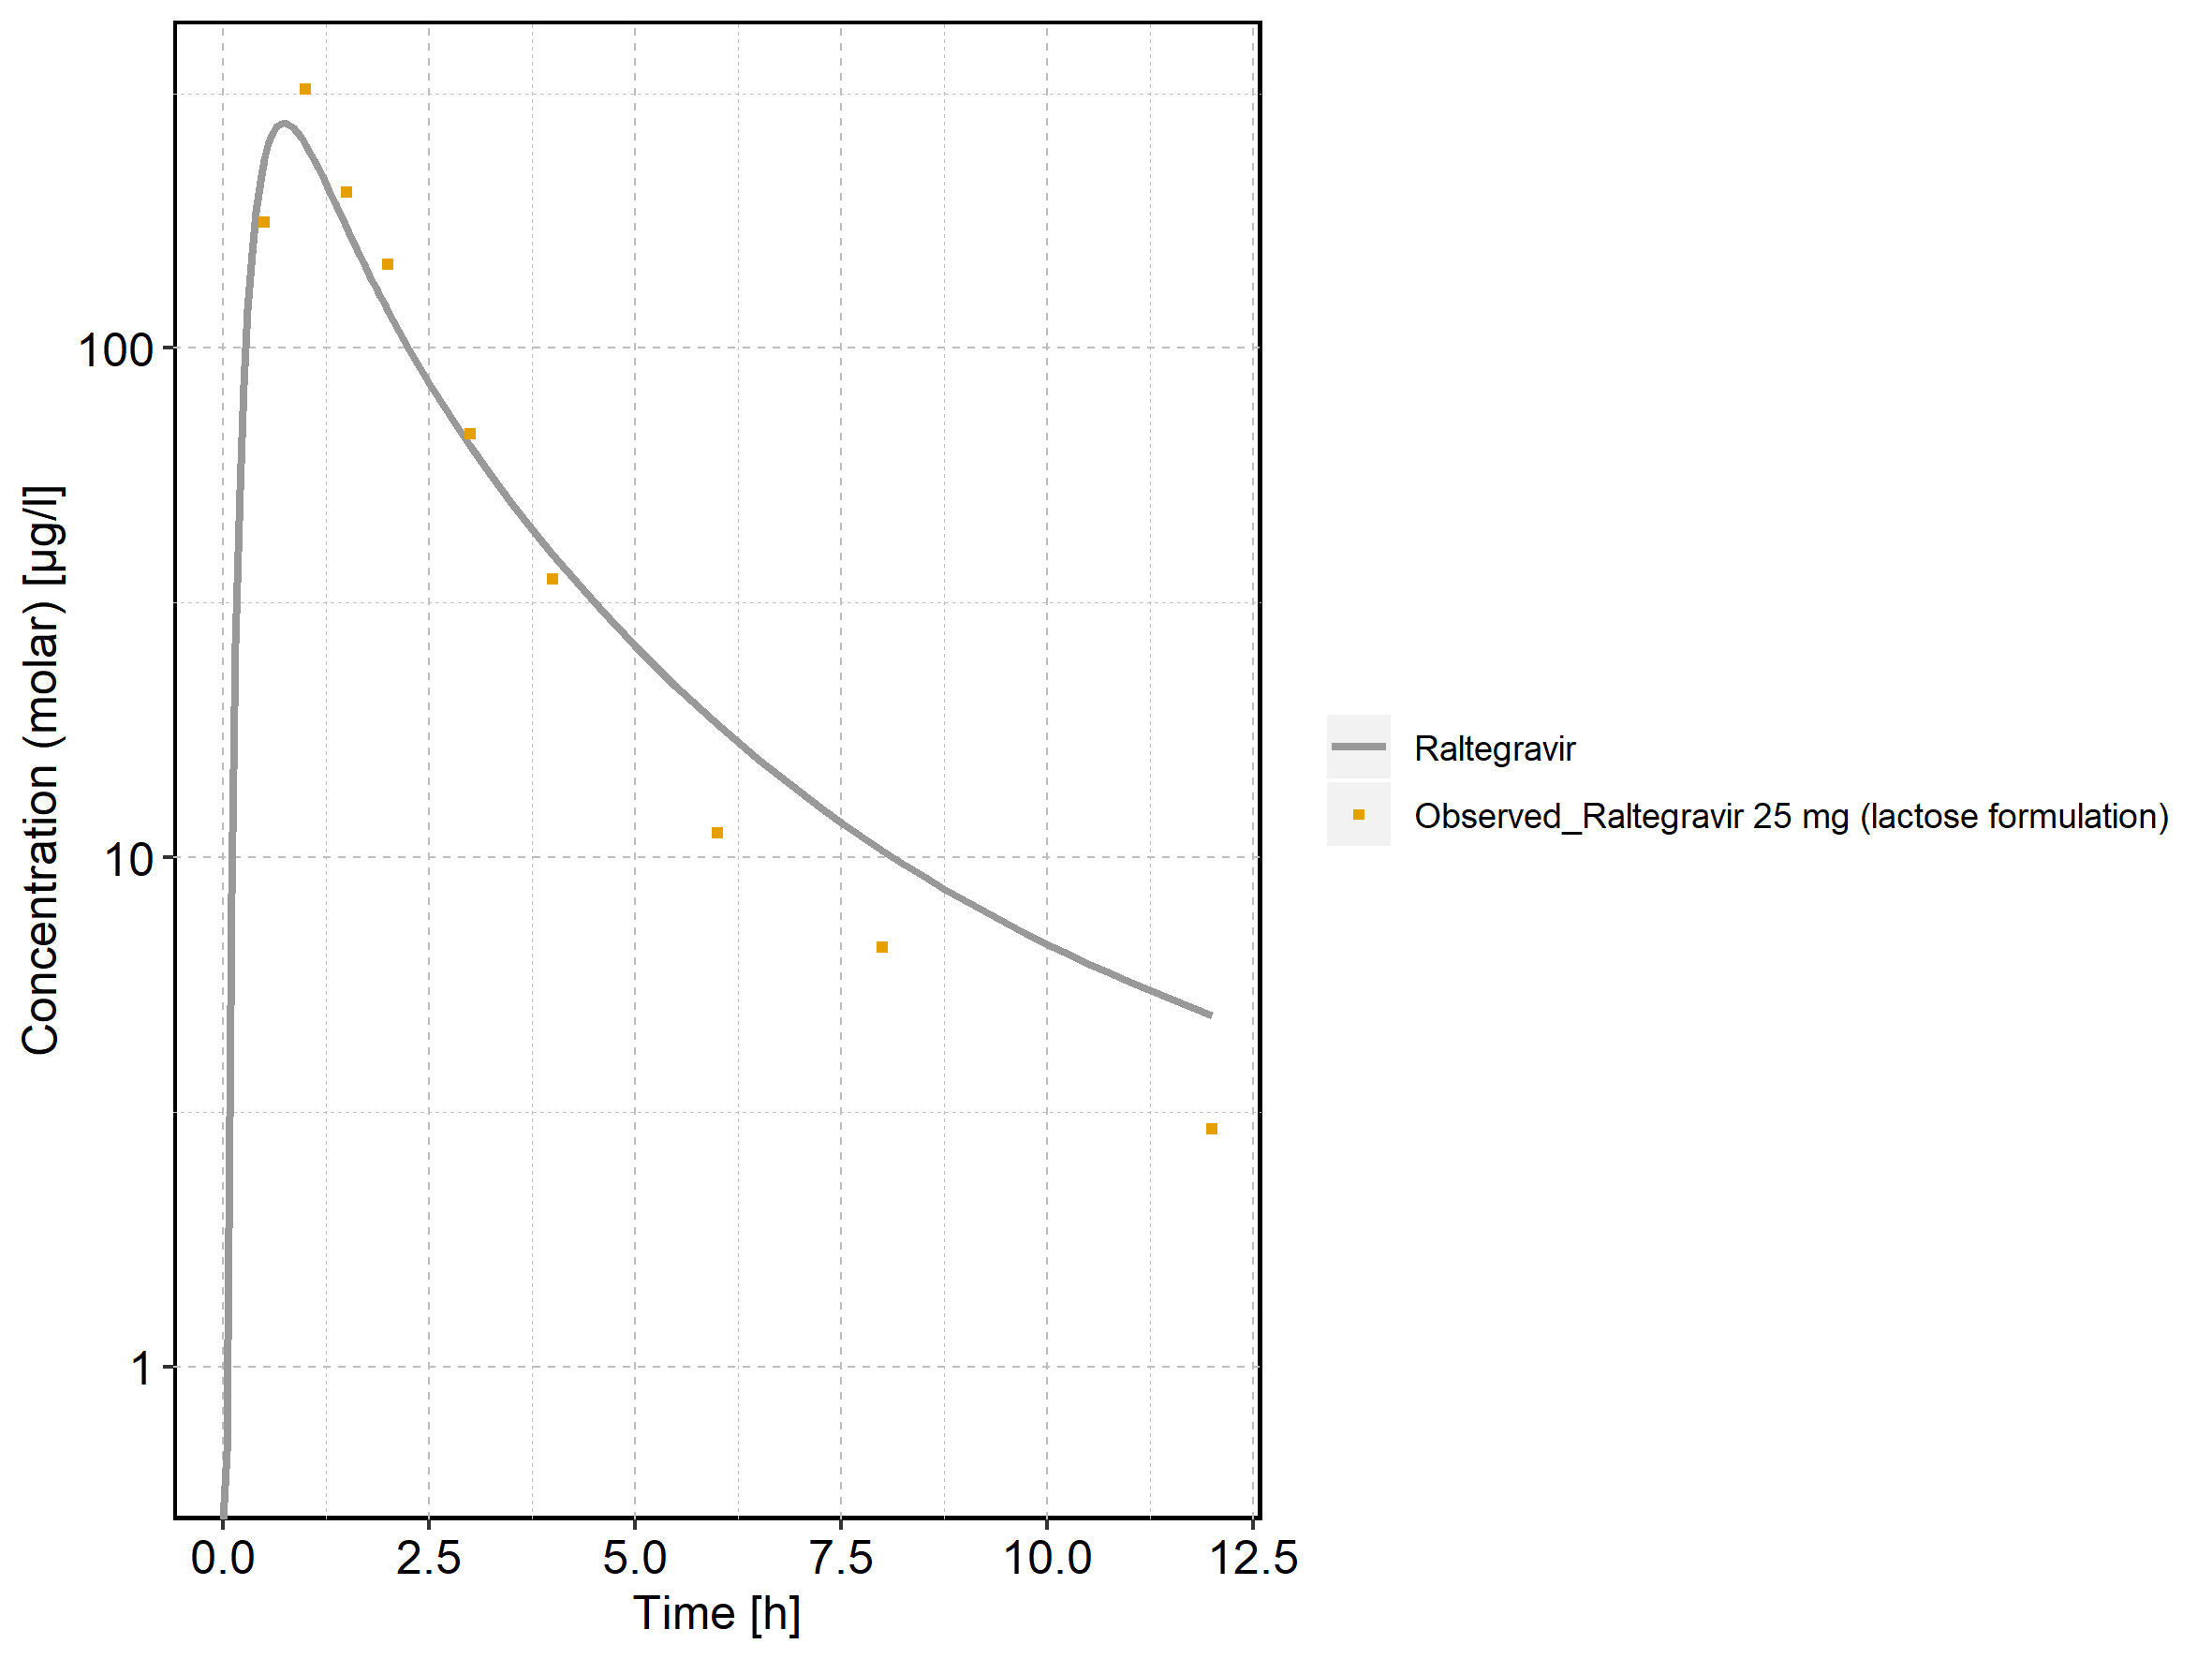 Concentration (molar) [µg/l]
100
10
1
0.0 2.5 5.0 7.5 10.0 12.5
Time [h]
Raltegravir
Observed_Raltegravir 25 mg (lactose formulation)